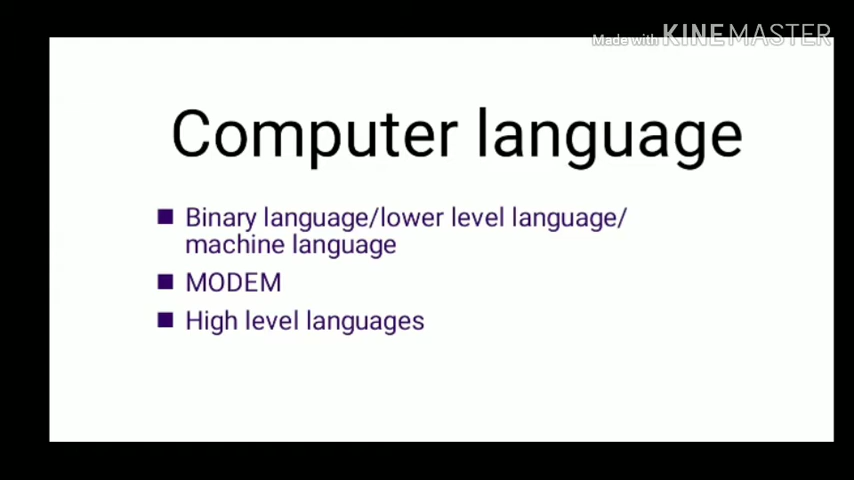 Made with KINEMASTER
Computer language
■ Binary language/lower level language/
machine language
■ MODEM
■ High level languages